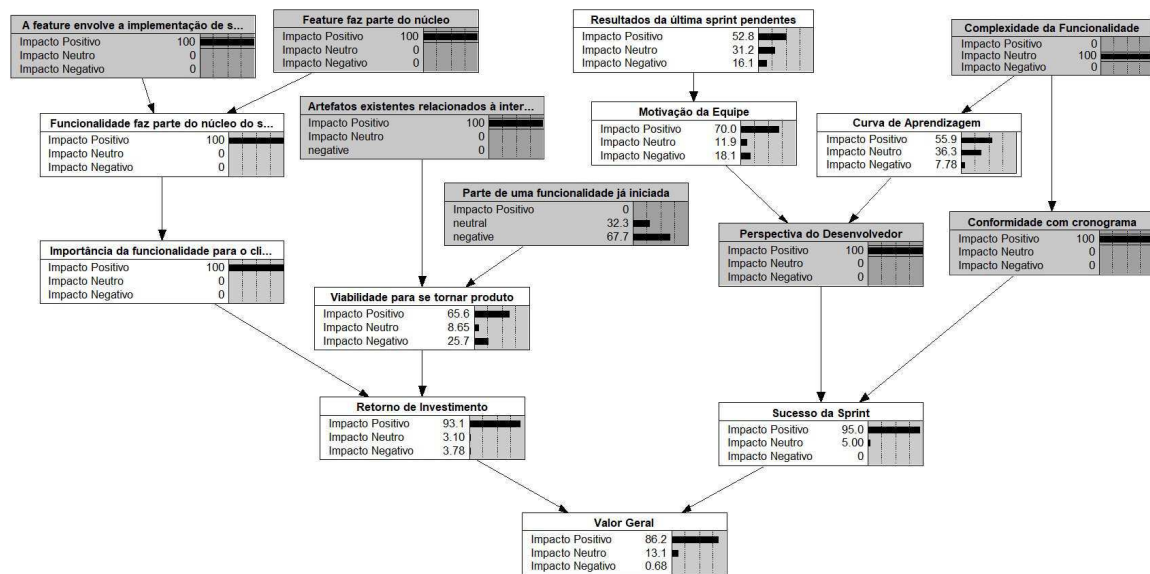 A feature envolve a implementação de s...
Impacto Positivo 100
Impacto Neutro 0
Impacto Negativo 0
Feature faz parte do núcleo
Impacto Positivo 100
Impacto Neutro 0
Impacto Negativo 0
Resultados da última sprint pendentes
Impacto Positivo 52.8
Impacto Neutro 31.2
Impacto Negativo 16.1
Complexidade da Funcionalidade
Impacto Positivo 0
Impacto Neutro 100
Impacto Negativo 0
Artefatos existentes relacionados à inter...
Impacto Positivo 100
Impacto Neutro 0
negative 0
Funcionalidade faz parte do núcleo do s...
Impacto Positivo 100
Impacto Neutro 0
Impacto Negativo 0
Motivação da Equipe
Impacto Positivo 70.0
Impacto Neutro 11.9
Impacto Negativo 18.1
Curva de Aprendizagem
Impacto Positivo 55.9
Impacto Neutro 36.3
Impacto Negativo 7.78
Parte de uma funcionalidade já iniciada
Impacto Positivo 0
neutral 32.3
negative 67.7
Importância da funcionalidade para o cli...
Impacto Positivo 100
Impacto Neutro 0
Impacto Negativo 0
Perspectiva do Desenvolvedor
Impacto Positivo 100
Impacto Neutro 0
Impacto Negativo 0
Conformidade com cronograma
Impacto Positivo 100
Impacto Neutro 0
Impacto Negativo 0
Viabilidade para se tornar produto
Impacto Positivo 65.6
Impacto Neutro 8.65
Impacto Negativo 25.7
Retorno de Investimento
Impacto Positivo 93.1
Impacto Neutro 3.10
Impacto Negativo 3.78
Sucesso da Sprint
Impacto Positivo 95.0
Impacto Neutro 5.00
Impacto Negativo 0
Valor Geral
Impacto Positivo 86.2
Impacto Neutro 13.1
Impacto Negativo 0.68